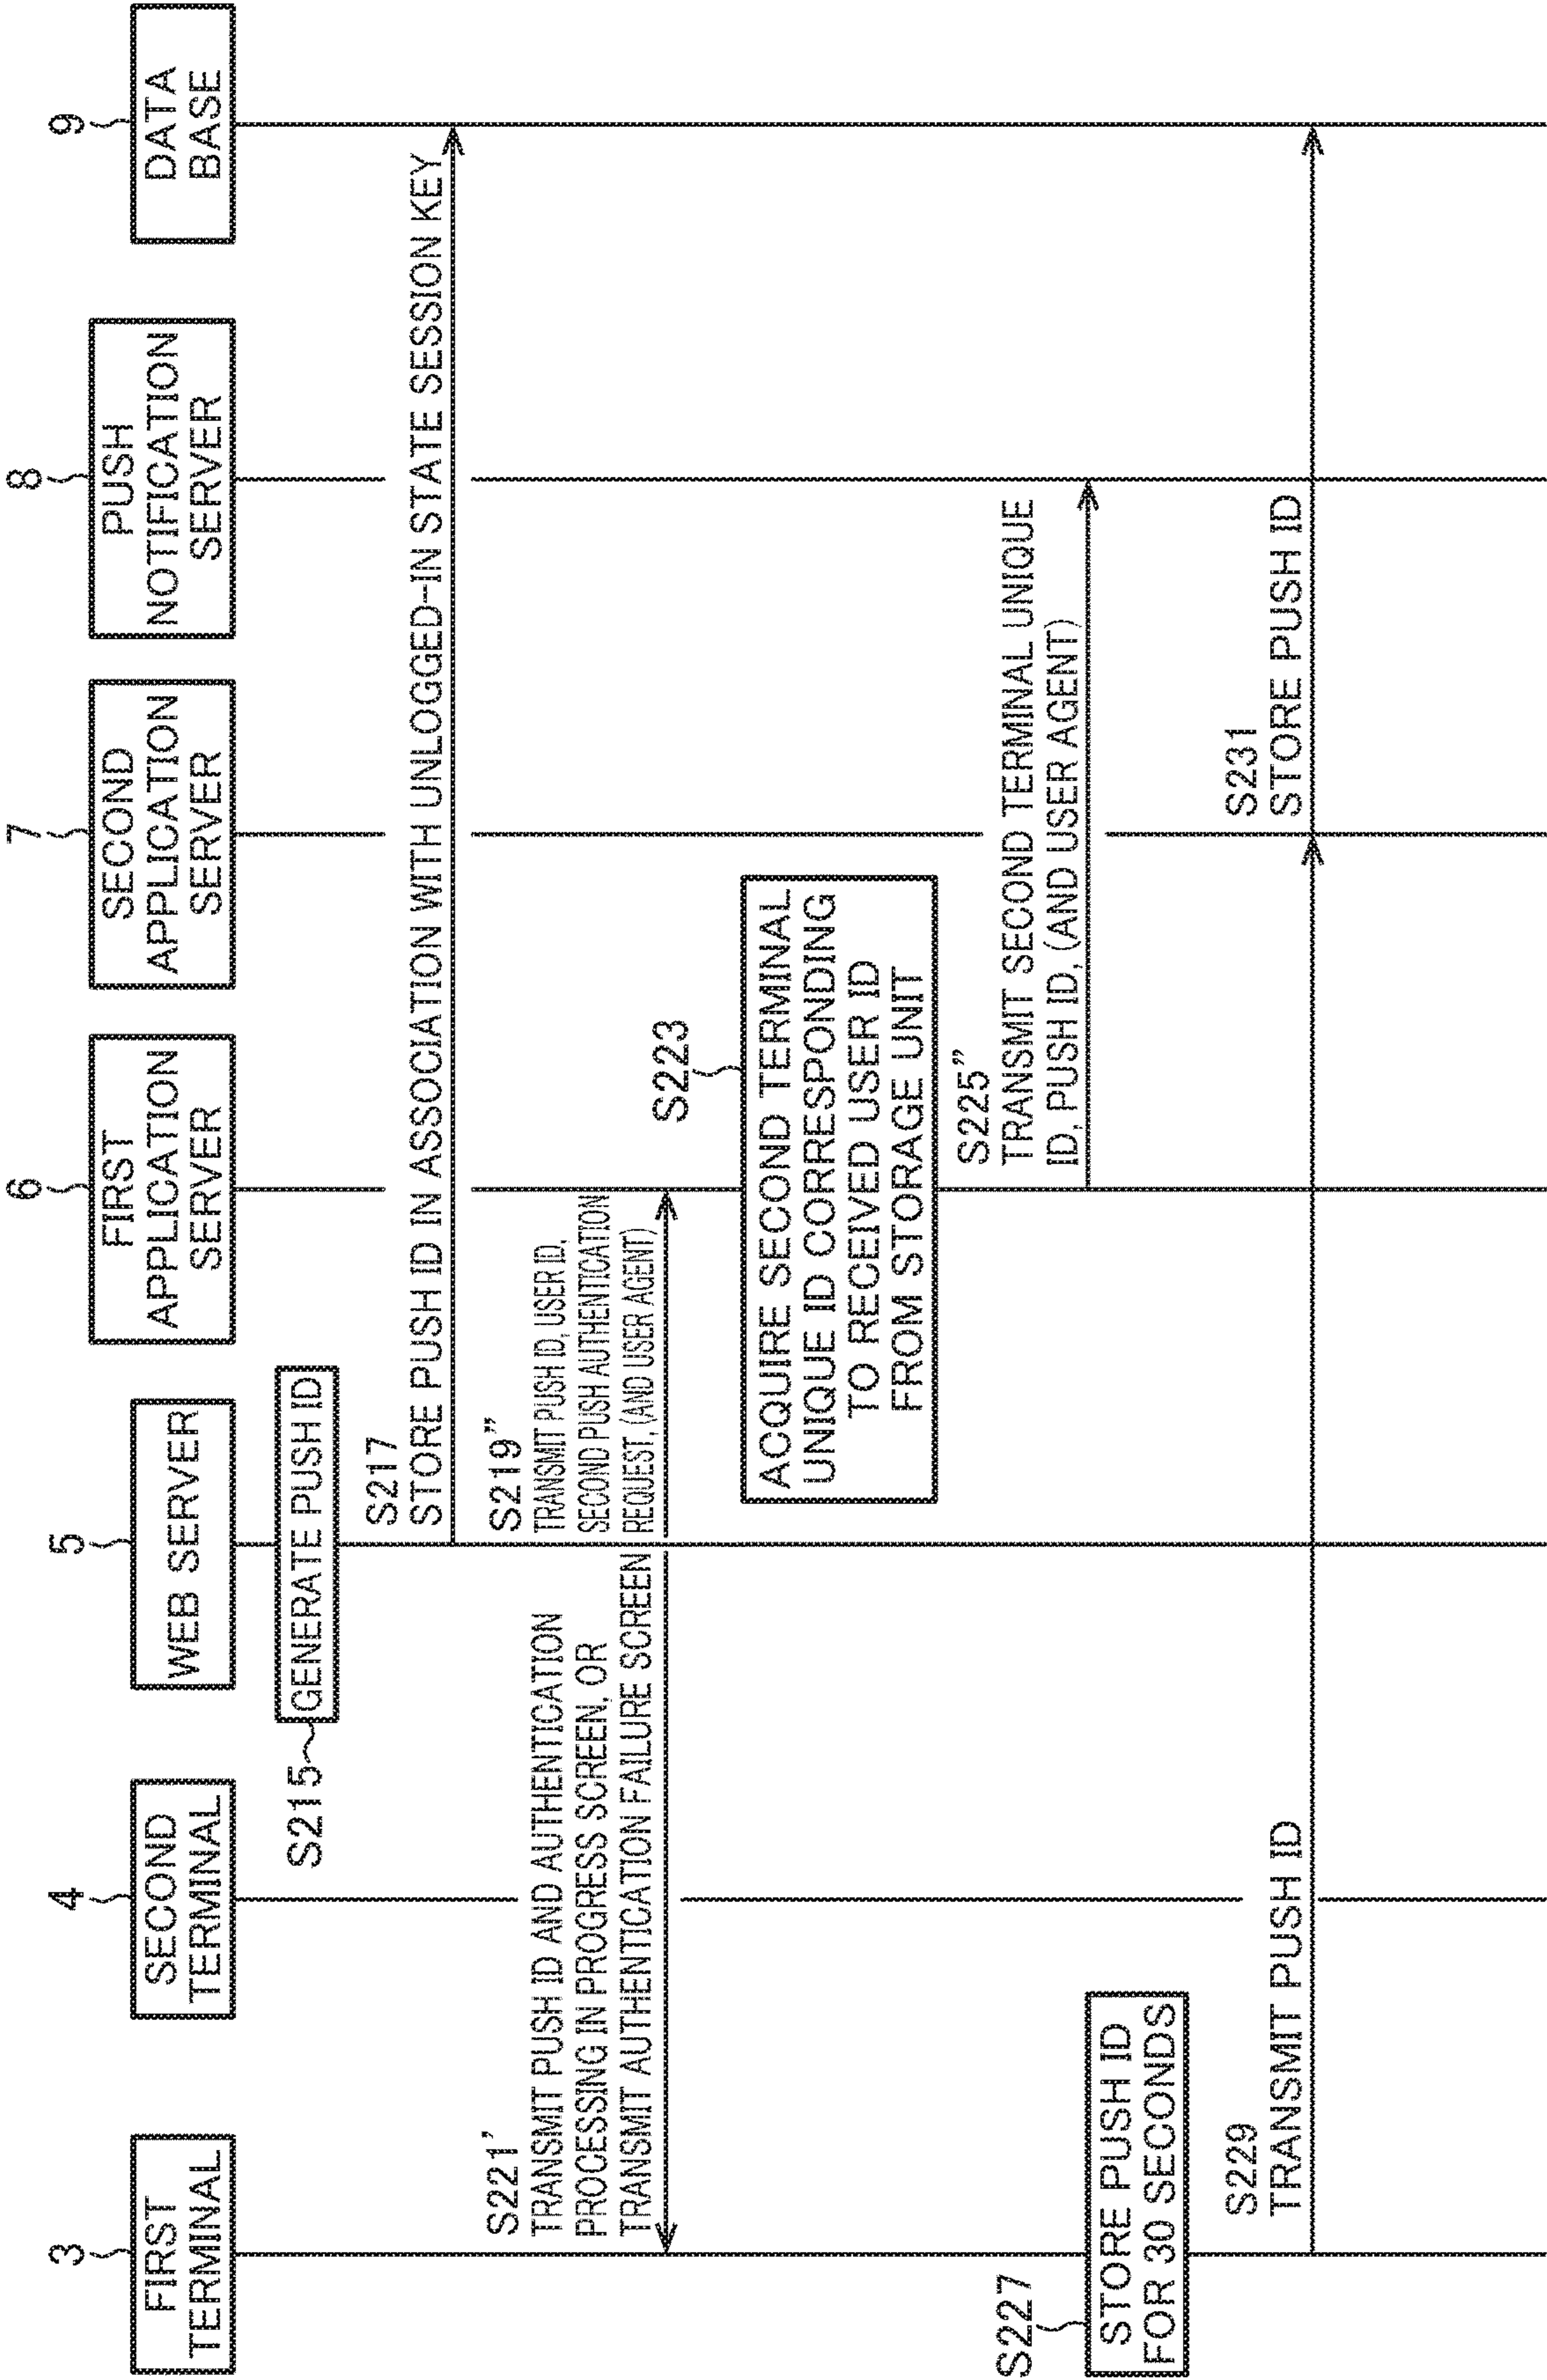 3
FIRST
TERMINAL
4
SECOND
TERMINAL
5
WEB SERVER
6
FIRST
APPLICATION
SERVER
7
SECOND
APPLICATION
SERVER
8
PUSH
NOTIFICATION
SERVER
9
DATA
BASE
S215
GENERATE PUSH ID
S217
STORE PUSH ID IN ASSOCIATION WITH UNLOGGED-IN STATE SESSION KEY
S221'
TRANSMIT PUSH ID AND AUTHENTICATION
PROCESSING IN PROGRESS SCREEN, OR
TRANSMIT AUTHENTICATION FAILURE SCREEN
S219"
TRANSMIT PUSH ID, USER ID,
SECOND PUSH AUTHENTICATION
REQUEST, (AND USER AGENT)
S223
ACQUIRE SECOND TERMINAL
UNIQUE ID CORRESPONDING
TO RECEIVED USER ID
FROM STORAGE UNIT
S225"
TRANSMIT SECOND TERMINAL UNIQUE
ID, PUSH ID, (AND USER AGENT)
S227
STORE PUSH ID
FOR 30 SECONDS
S229
TRANSMIT PUSH ID
S231
STORE PUSH ID